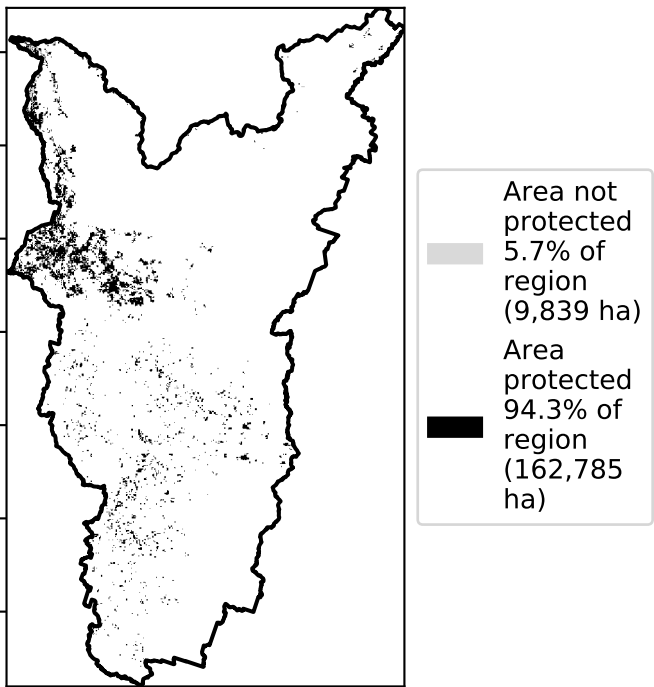 Area not
protected
5.7% of
region
(9,839 ha)
Area
protected
94.3% of
region
(162,785
ha)